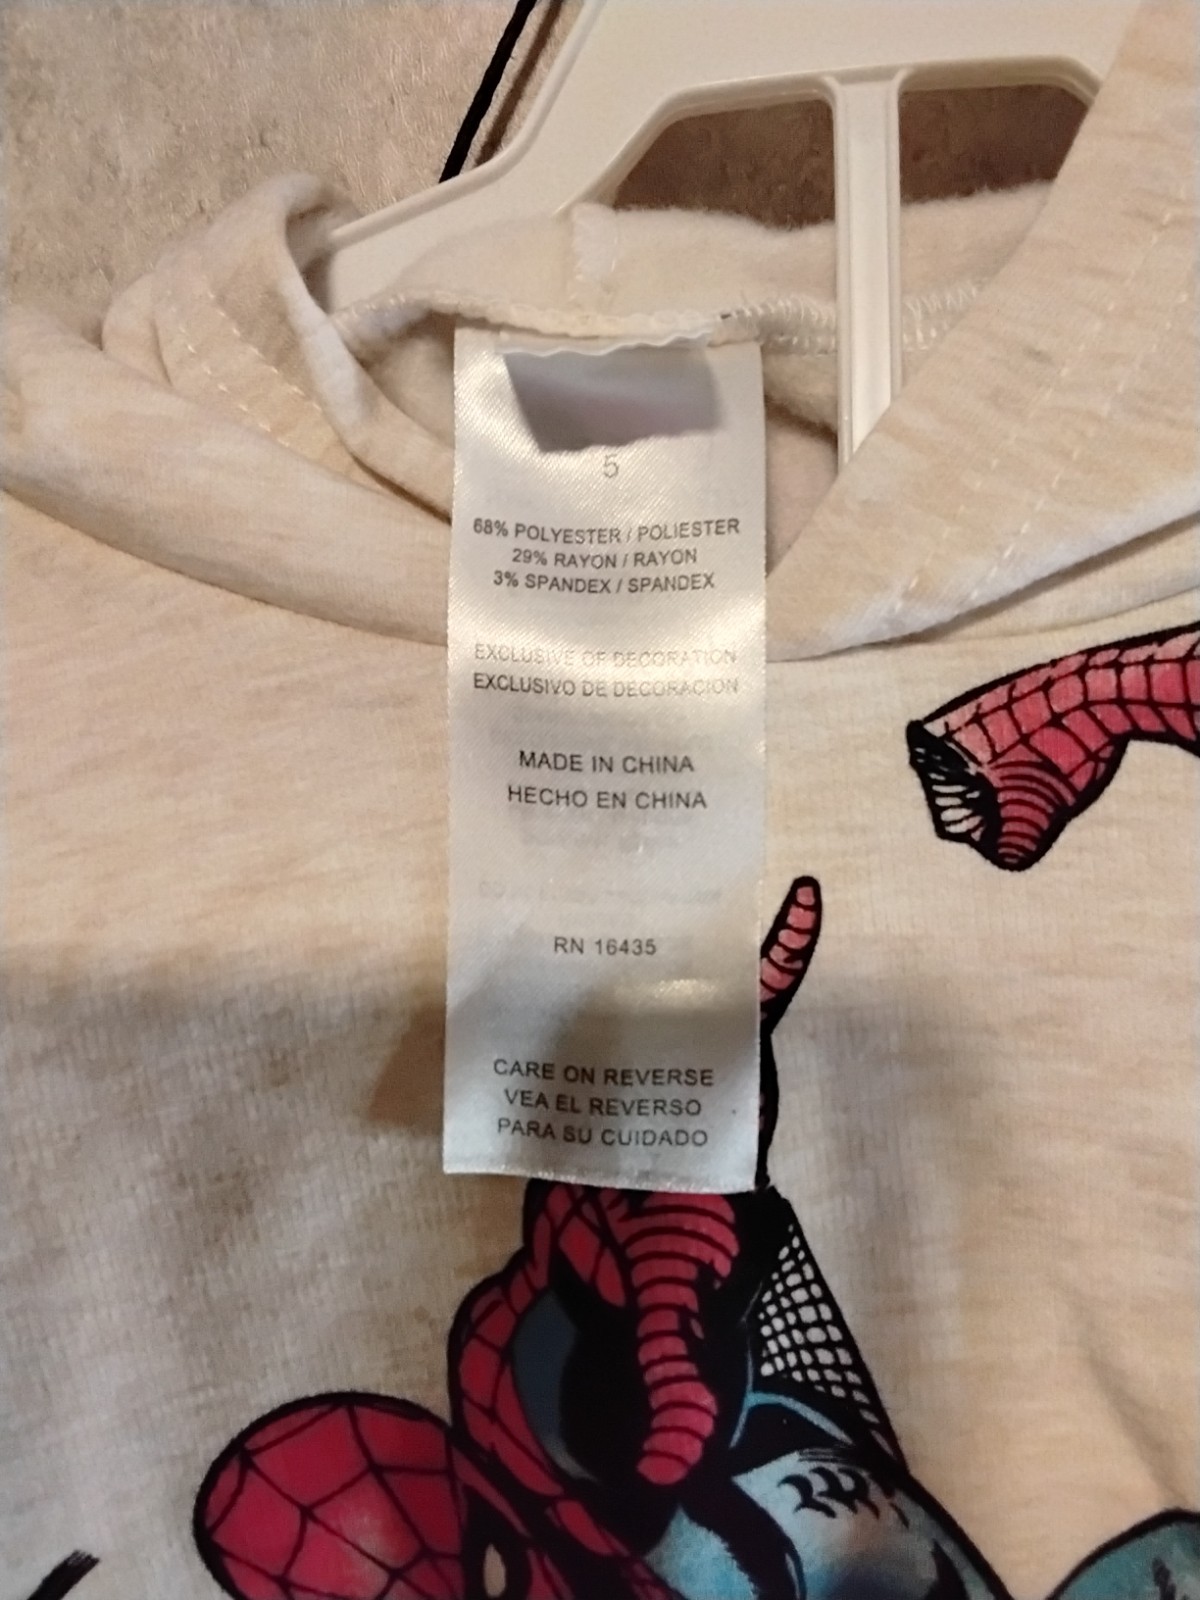 5
68% POLYESTER / POLIESTER
29% RAYON / RAYON
3% SPANDEX / SPANDEX
EXCLUSIVE OF DECORATION
EXCLUSIVO DE DECORACION
MADE IN CHINA
HECHO EN CHINA
RN 16435
CARE ON REVERSE
VEA EL REVERSO
PARA SU CUIDADO